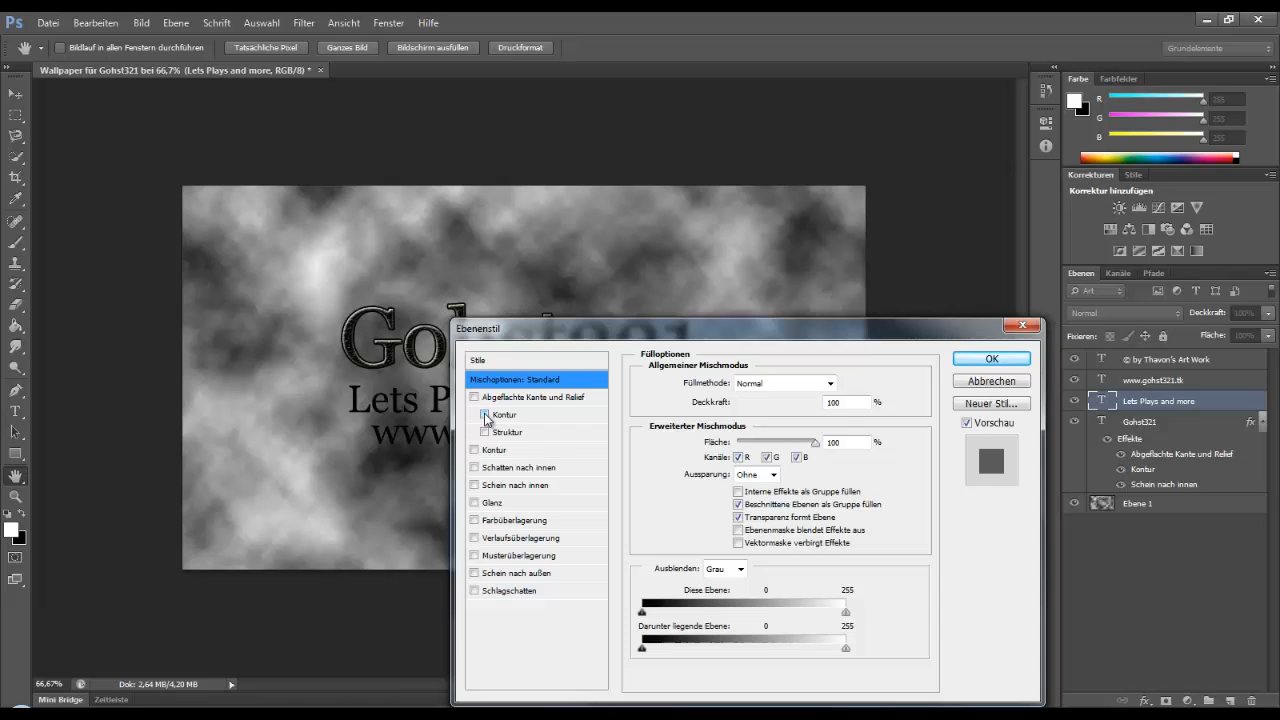 Ps Datei Bearbeiten Bild Ebene Schrift Auswahl Filter Ansicht Fenster Hilfe
Bildlauf in allen Fenstern durchführen Tatsächliche Pixel Ganzes Bild Bildschirm ausfüllen Druckformat Grundelemente
Wallpaper für Gohst321 bei 66,7% (Lets Plays and more, RGB/8) * ×
Farbe Farbfelder
R 255
G 255
B 255
Korrekturen Stile
Korrektur hinzufügen
Ebenen Kanäle Pfade
Art
Normal Deckkraft: 100%
Fixieren: Fläche: 100%
T © by Thavon's Art Work
T www.gohst321.tk
T Lets Plays and more
T Gohst321 fx
Effekte
Abgeflachte Kante und Relief
Kontur
Schein nach innen
Ebene 1
Lets P
www
Ebenenstil
Stile
Mischoptionen: Standard
Abgeflachte Kante und Relief
Kontur
Struktur
Kontur
Schatten nach innen
Schein nach innen
Glanz
Farbüberlagerung
Verlaufsüberlagerung
Musterüberlagerung
Schein nach außen
Schlagschatten
Fülloptionen
Allgemeiner Mischmodus
Füllmethode: Normal
Deckkraft: 100 %
Erweiterter Mischmodus
Fläche: 100 %
Kanäle: R G B
Aussparung: Ohne
Interne Effekte als Gruppe füllen
Beschnittene Ebenen als Gruppe füllen
Transparenz formt Ebene
Ebenenmaske blendet Effekte aus
Vektormaske verbirgt Effekte
Ausblenden: Grau
Diese Ebene: 0 255
Darunter liegende Ebene: 0 255
OK
Abbrechen
Neuer Stil...
Vorschau
66,67% Dok: 2,64 MB/4,20 MB
Mini Bridge Zeitleiste